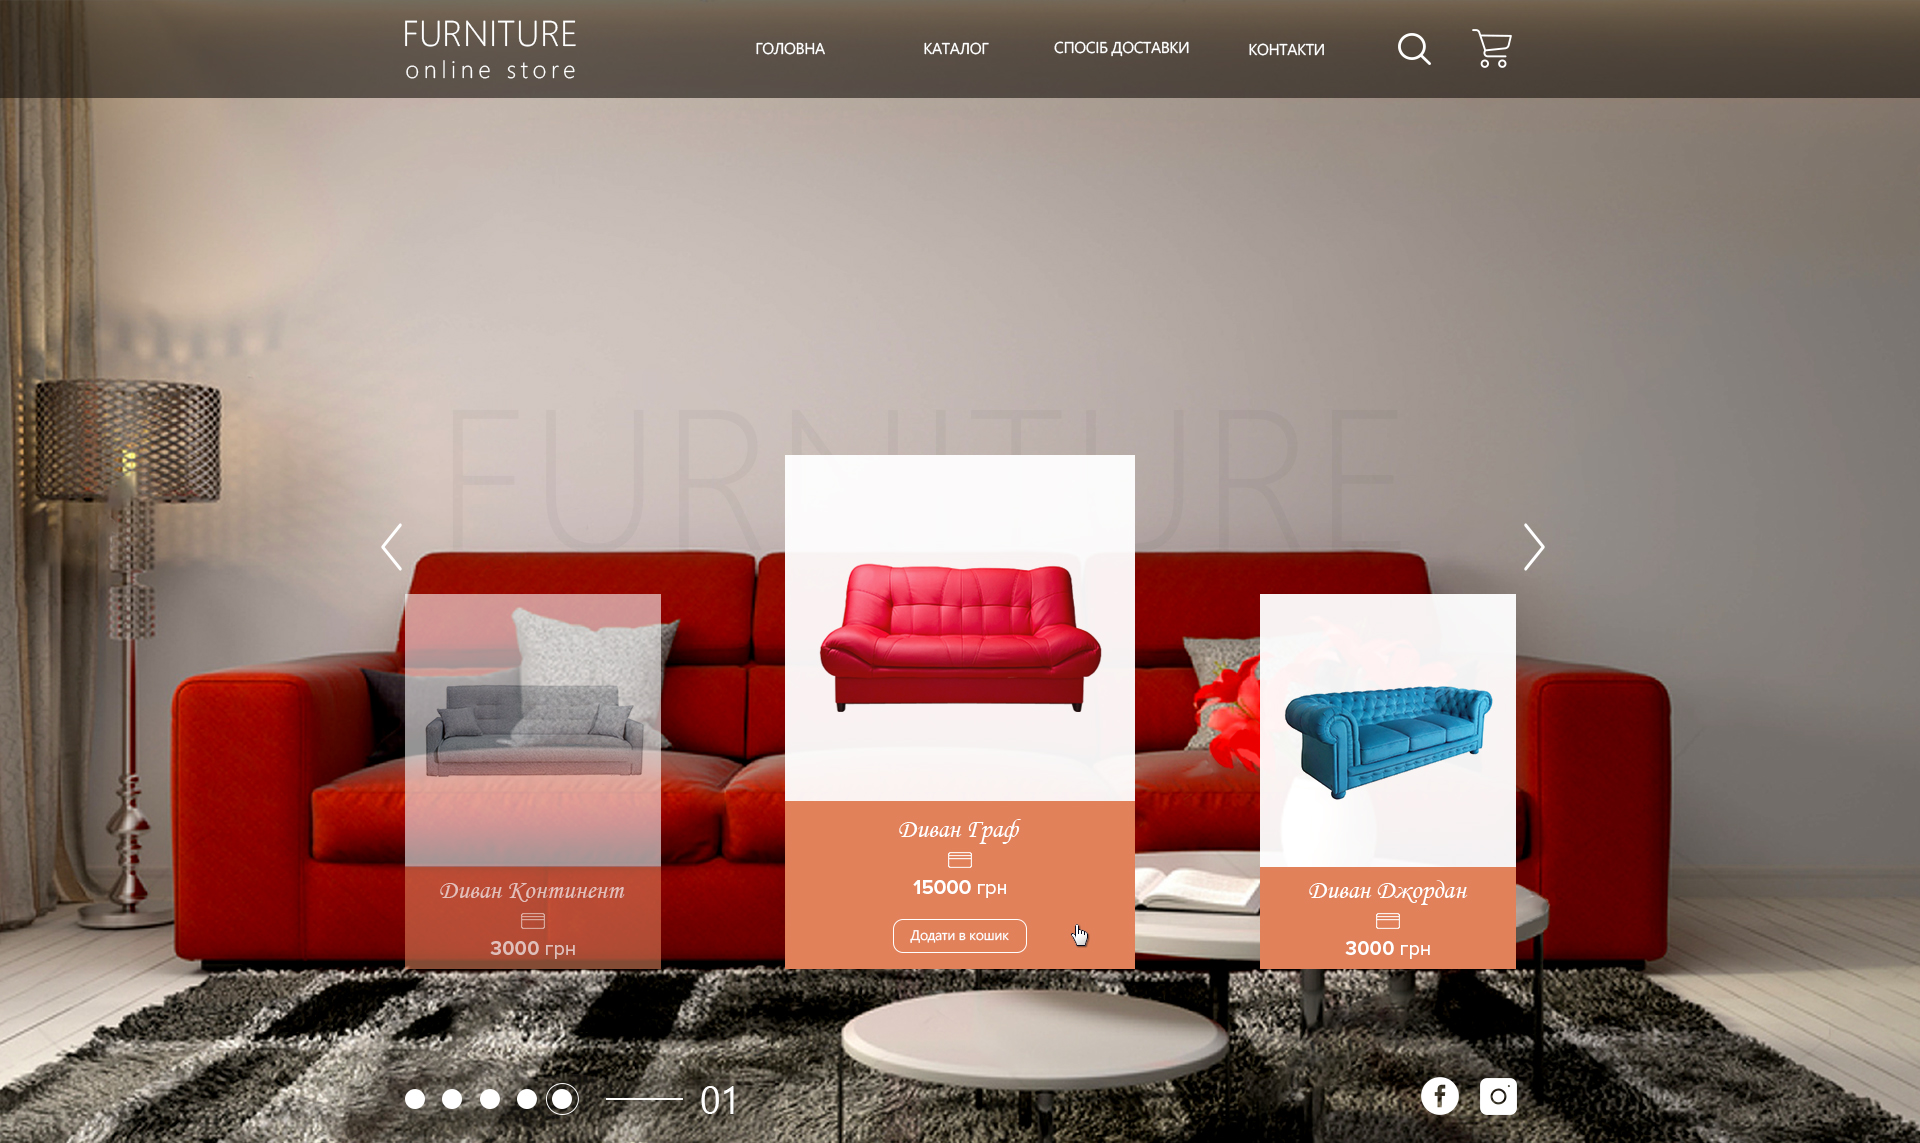 FURNITURE
online store
ГОЛОВНА
КАТАЛОГ
СПОСІБ ДОСТАВКИ
КОНТАКТИ
FURNITURE
Диван Континент
3000 грн
Диван Граф
15000 грн
Додати в кошик
Диван Джордан
3000 грн
01